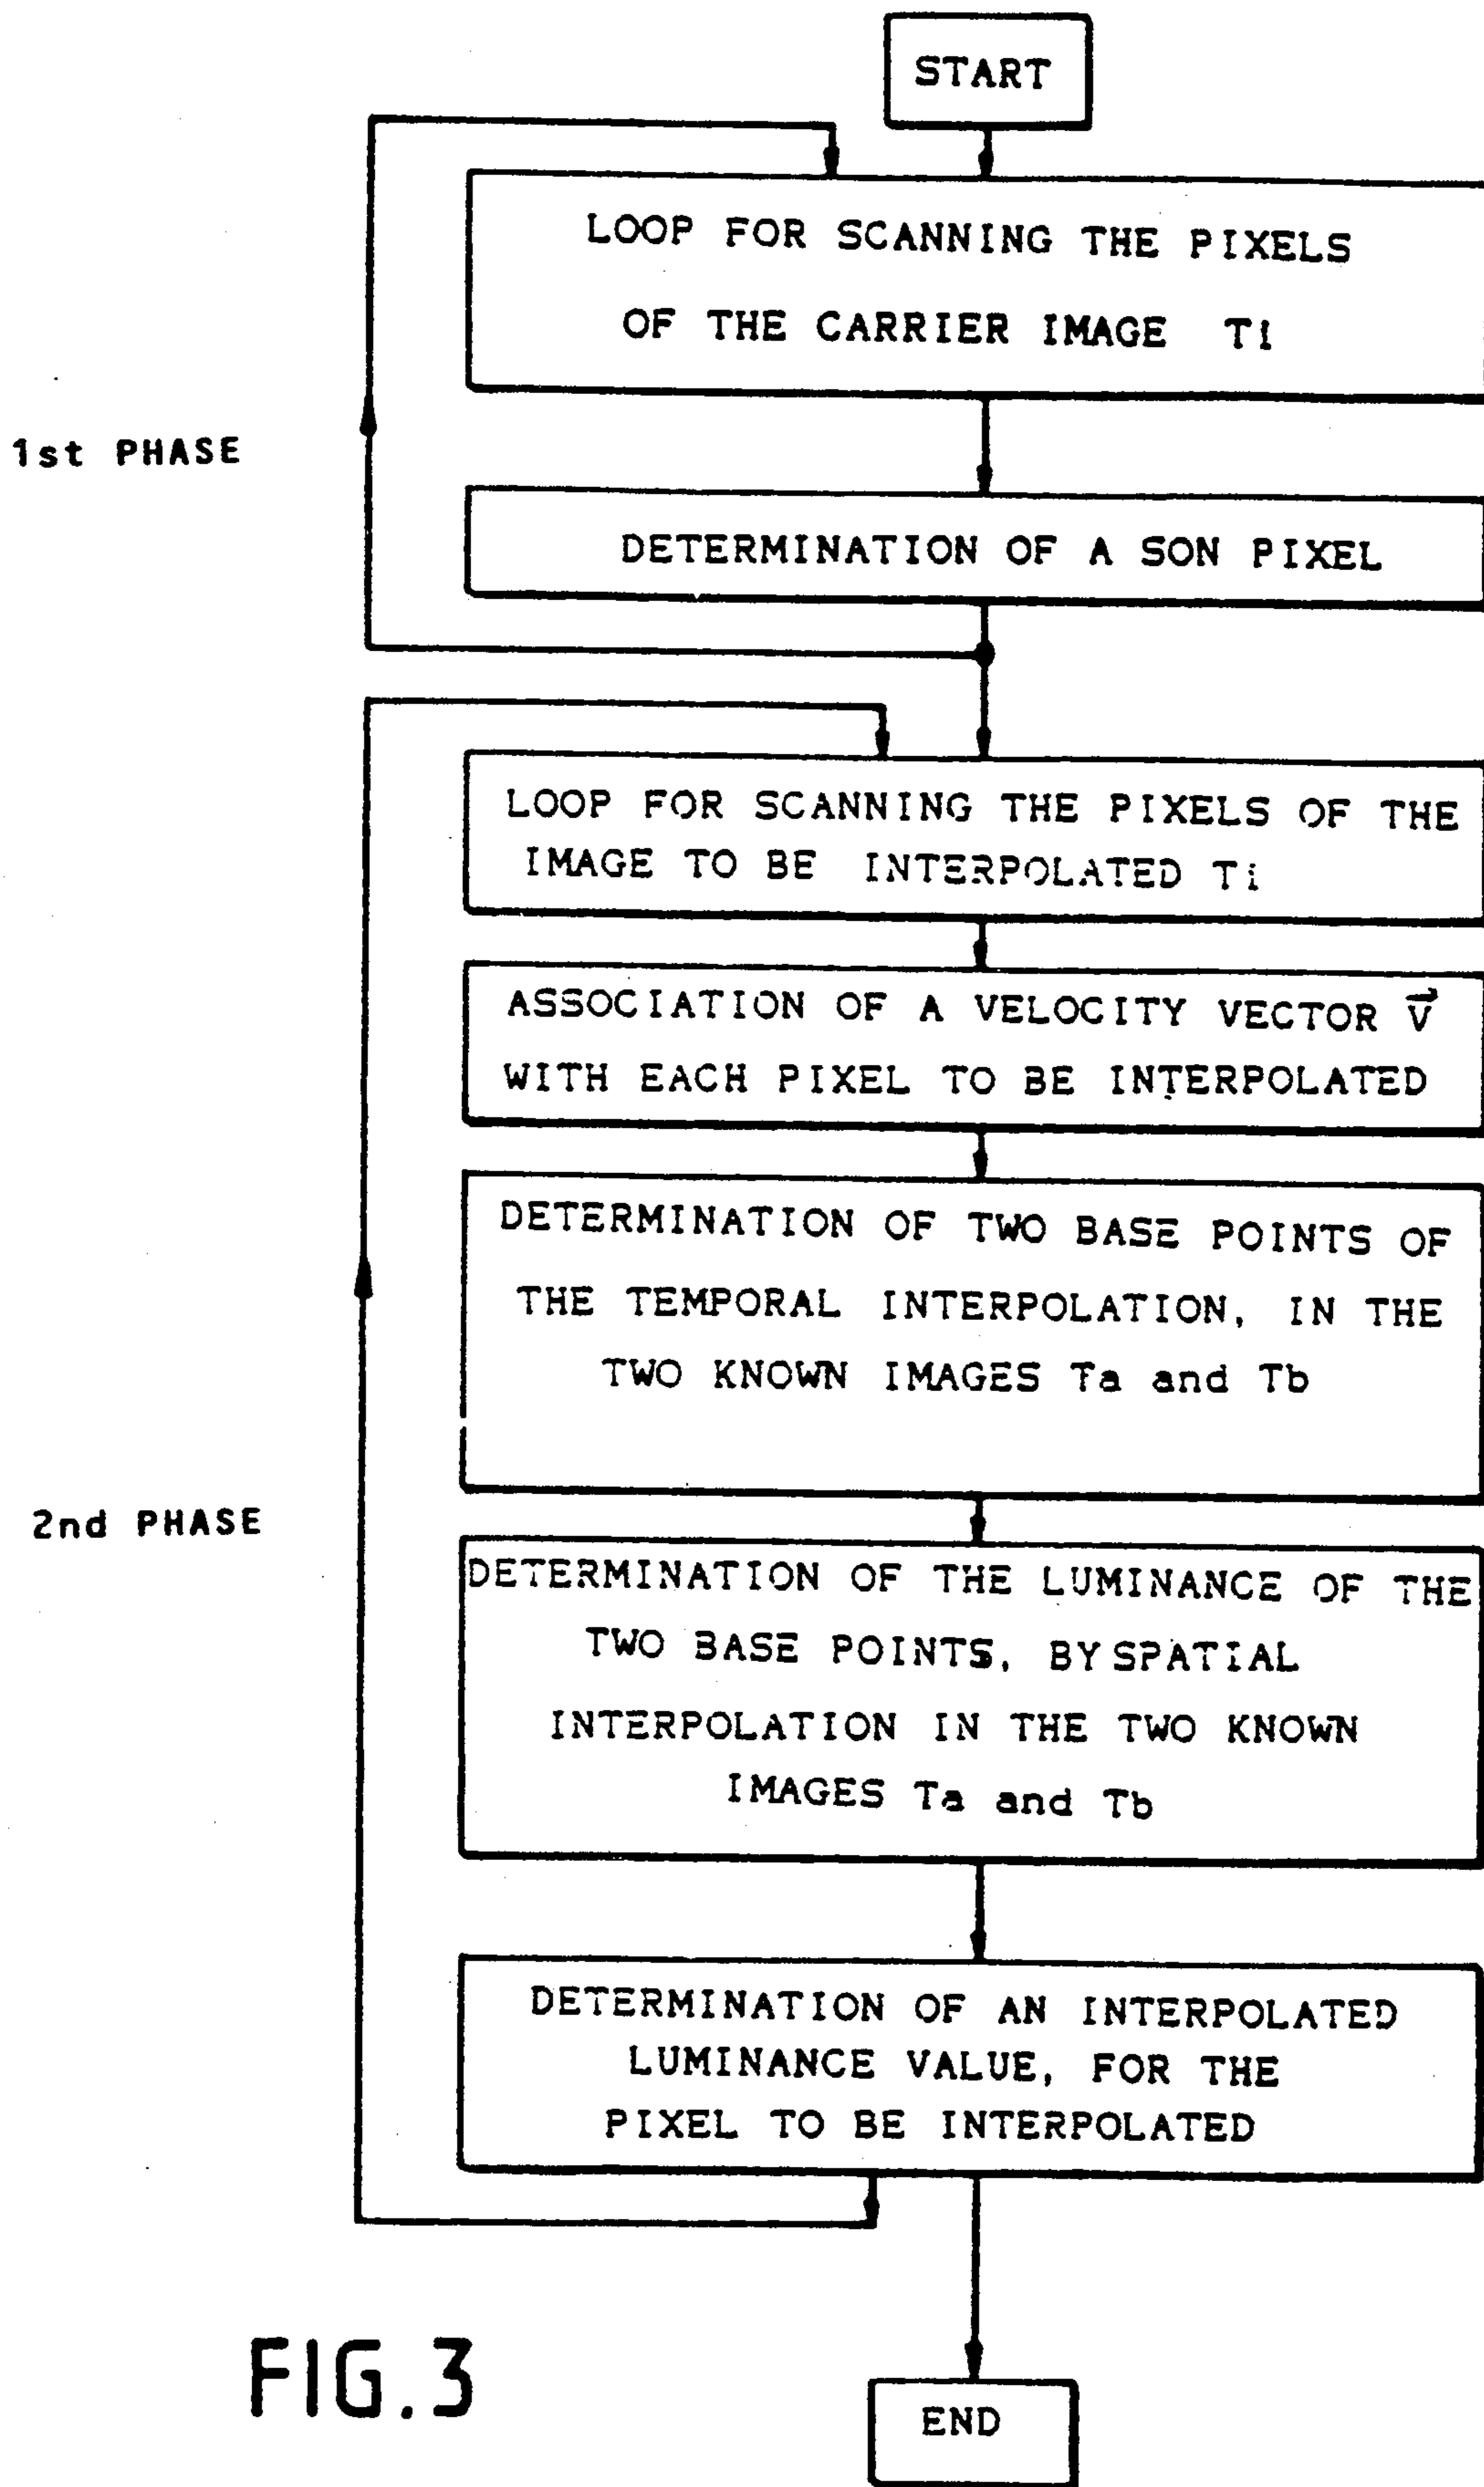 START
LOOP FOR SCANNING THE PIXELS
OF THE CARRIER IMAGE T1
1st PHASE
DETERMINATION OF A SON PIXEL
LOOP FOR SCANNING THE PIXELS OF THE
IMAGE TO BE INTERPOLATED Ti
ASSOCIATION OF A VELOCITY VECTOR V⃗
WITH EACH PIXEL TO BE INTERPOLATED
DETERMINATION OF TWO BASE POINTS OF
THE TEMPORAL INTERPOLATION, IN THE
TWO KNOWN IMAGES Ta and Tb
2nd PHASE
DETERMINATION OF THE LUMINANCE OF THE
TWO BASE POINTS, BY SPATIAL
INTERPOLATION IN THE TWO KNOWN
IMAGES Ta and Tb
DETERMINATION OF AN INTERPOLATED
LUMINANCE VALUE, FOR THE
PIXEL TO BE INTERPOLATED
FIG.3
END